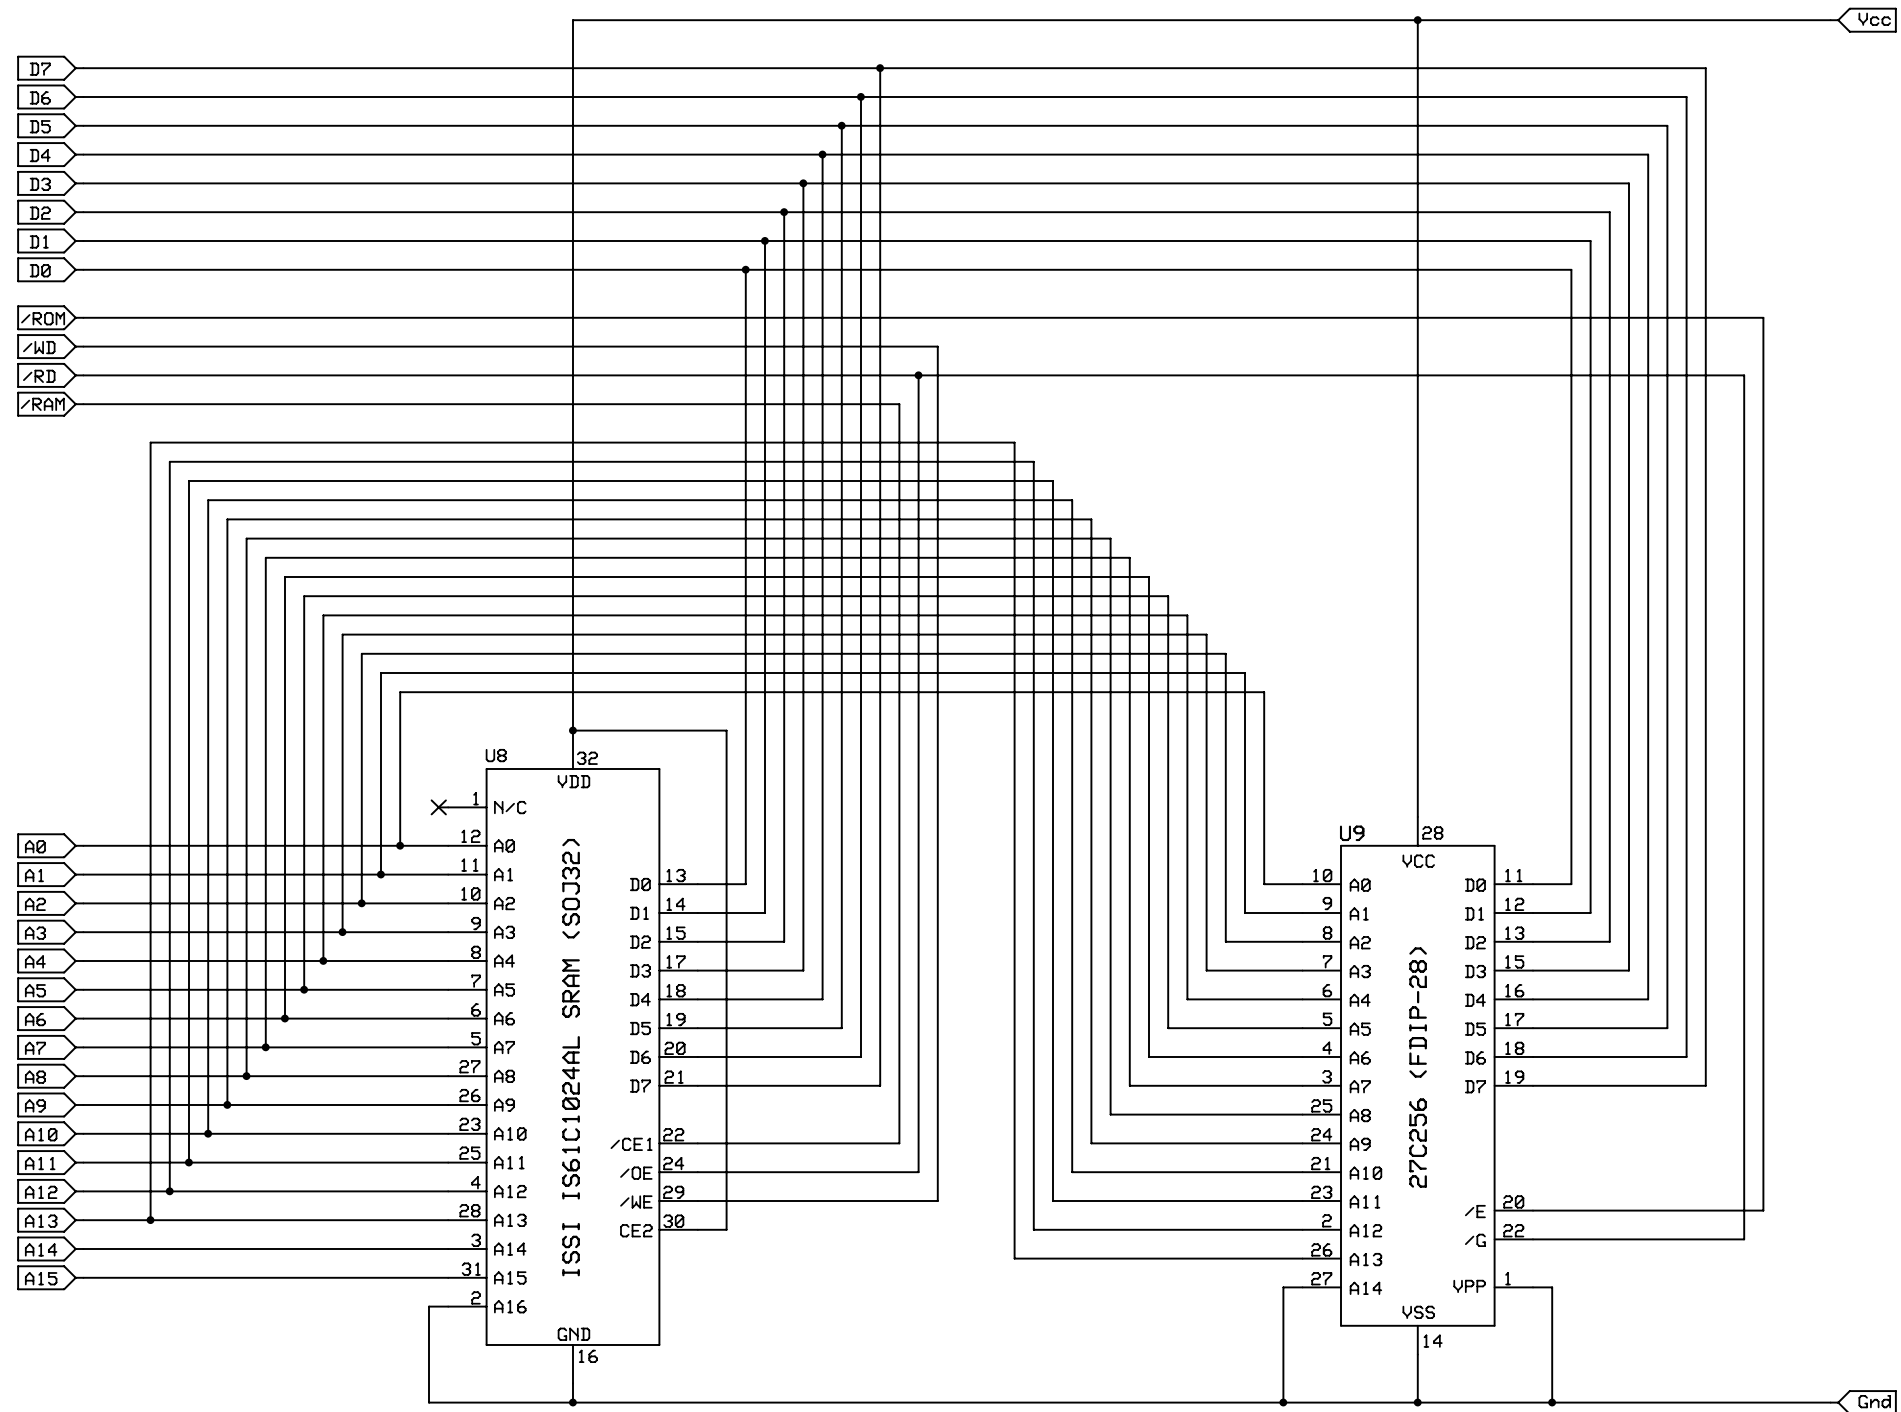 Vcc
D7
D6
D5
D4
D3
D2
D1
D0
/ROM
/WD
/RD
/RAM
A0
A1
A2
A3
A4
A5
A6
A7
A8
A9
A10
A11
A12
A13
A14
A15
U8
32
VDD
1 N/C
12 A0
11 A1
10 A2
9 A3
8 A4
7 A5
6 A6
5 A7
27 A8
26 A9
23 A10
25 A11
4 A12
28 A13
3 A14
31 A15
2 A16
ISSI IS61C1024AL SRAM (SOJ32)
D0 13
D1 14
D2 15
D3 17
D4 18
D5 19
D6 20
D7 21
/CE1 22
/OE 24
/WE 29
CE2 30
GND
16
U9
28
VCC
10 A0
9 A1
8 A2
7 A3
6 A4
5 A5
4 A6
3 A7
25 A8
24 A9
21 A10
23 A11
2 A12
26 A13
27 A14
27C256 (FDIP-28)
D0 11
D1 12
D2 13
D3 15
D4 16
D5 17
D6 18
D7 19
/E 20
/G 22
VPP 1
VSS
14
Gnd